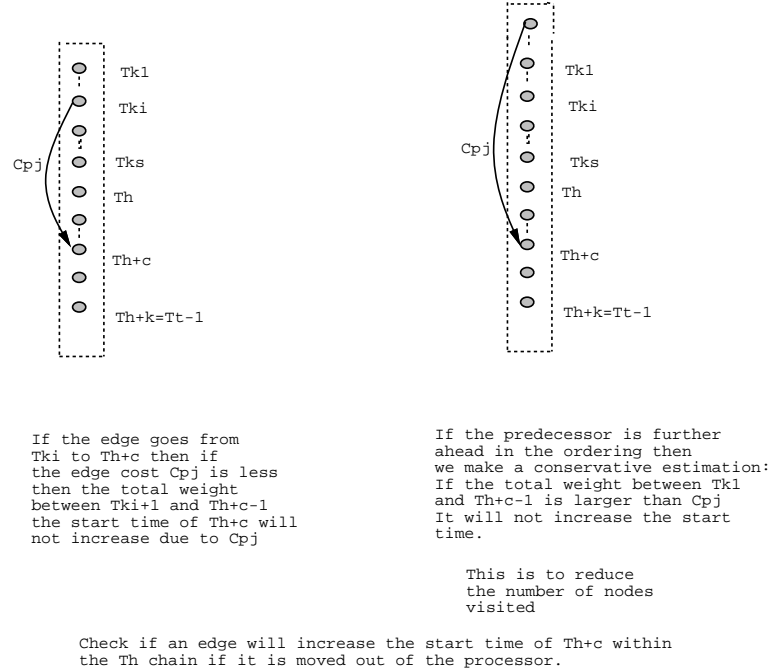 Tk1
Tki
Cpj
Tks
Th
Th+c
Th+k=Tt-1
Tk1
Tki
Cpj
Tks
Th
Th+c
Th+k=Tt-1
If the edge goes from
Tki to Th+c then if
the edge cost Cpj is less
then the total weight
between Tki+1 and Th+c-1
the start time of Th+c will
not increase due to Cpj
If the predecessor is further
ahead in the ordering then
we make a conservative estimation:
If the total weight between Tk1
and Th+c-1 is larger than Cpj
It will not increase the start
time.
This is to reduce
the number of nodes
visited
Check if an edge will increase the start time of Th+c within
the Th chain if it is moved out of the processor.